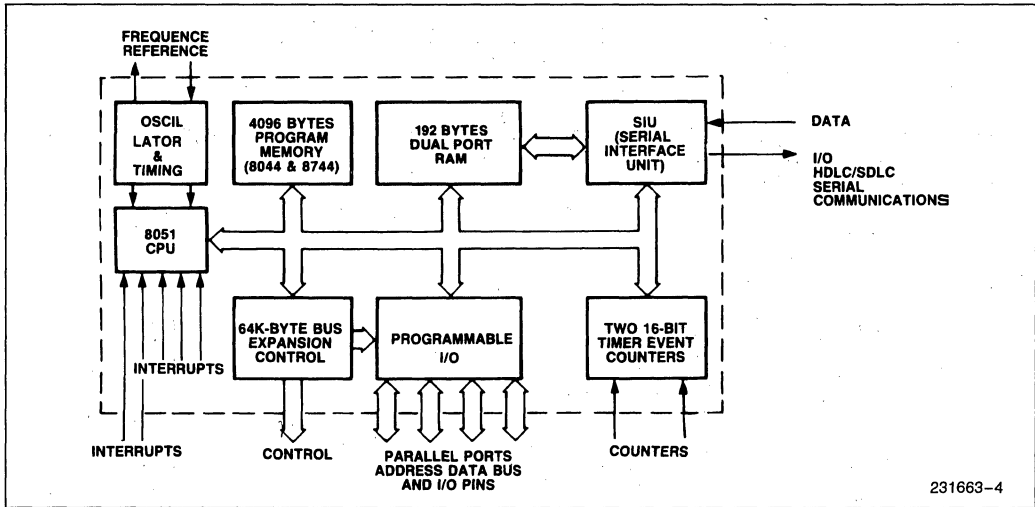 FREQUENCE
REFERENCE
OSCIL
LATOR
&
TIMING
4096 BYTES
PROGRAM
MEMORY
(8044 & 8744)
192 BYTES
DUAL PORT
RAM
SIU
(SERIAL
INTERFACE
UNIT)
DATA
I/O
HDLC/SDLC
SERIAL
COMMUNICATIONS
8051
CPU
64K-BYTE BUS
EXPANSION
CONTROL
PROGRAMMABLE
I/O
TWO 16-BIT
TIMER EVENT
COUNTERS
INTERRUPTS
INTERRUPTS
CONTROL
PARALLEL PORTS
ADDRESS DATA BUS
AND I/O PINS
COUNTERS
231663-4